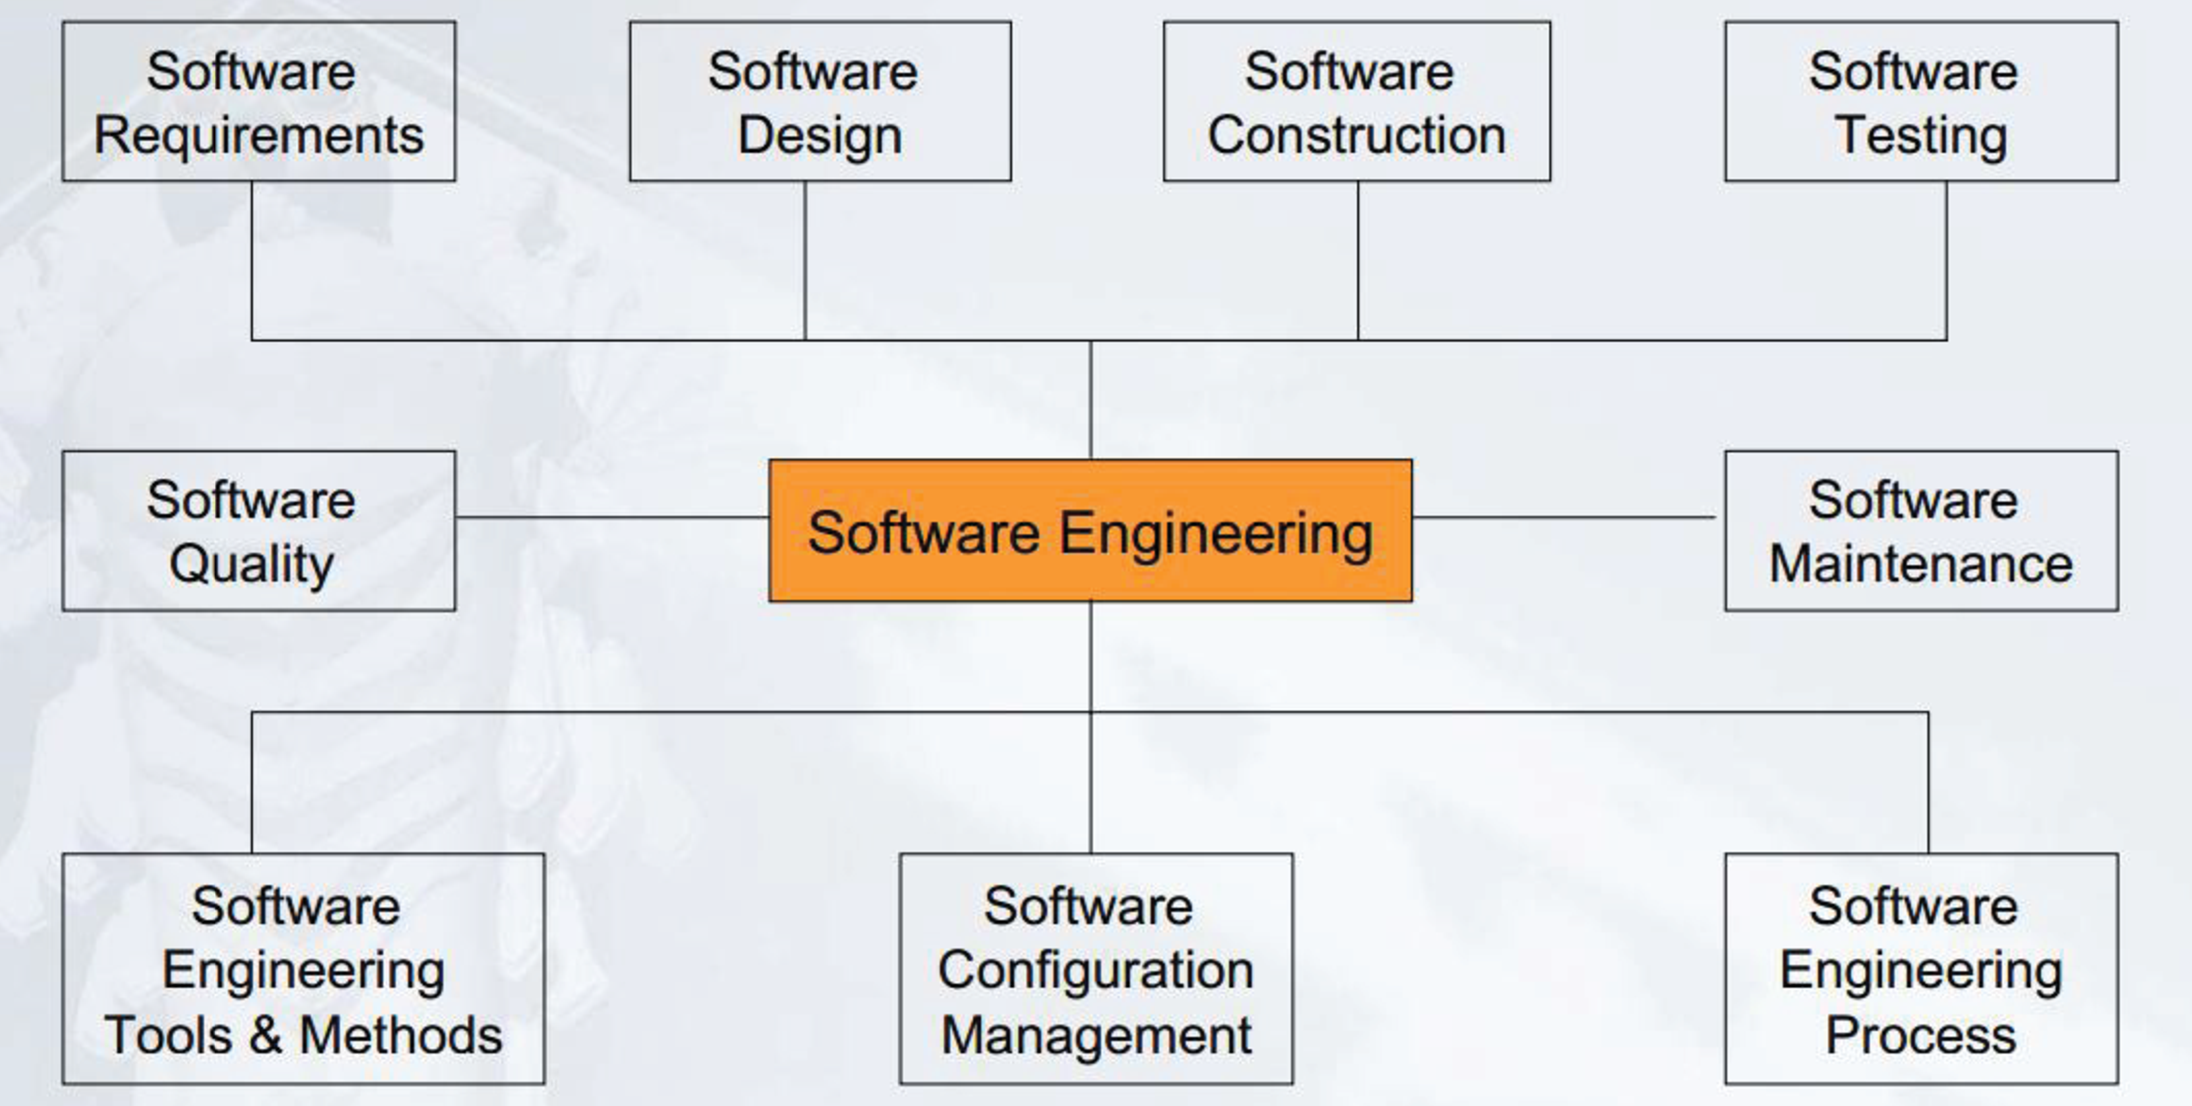 Software
Requirements
Software
Design
Software
Construction
Software
Testing
Software
Quality
Software Engineering
Software
Maintenance
Software
Engineering
Tools & Methods
Software
Configuration
Management
Software
Engineering
Process